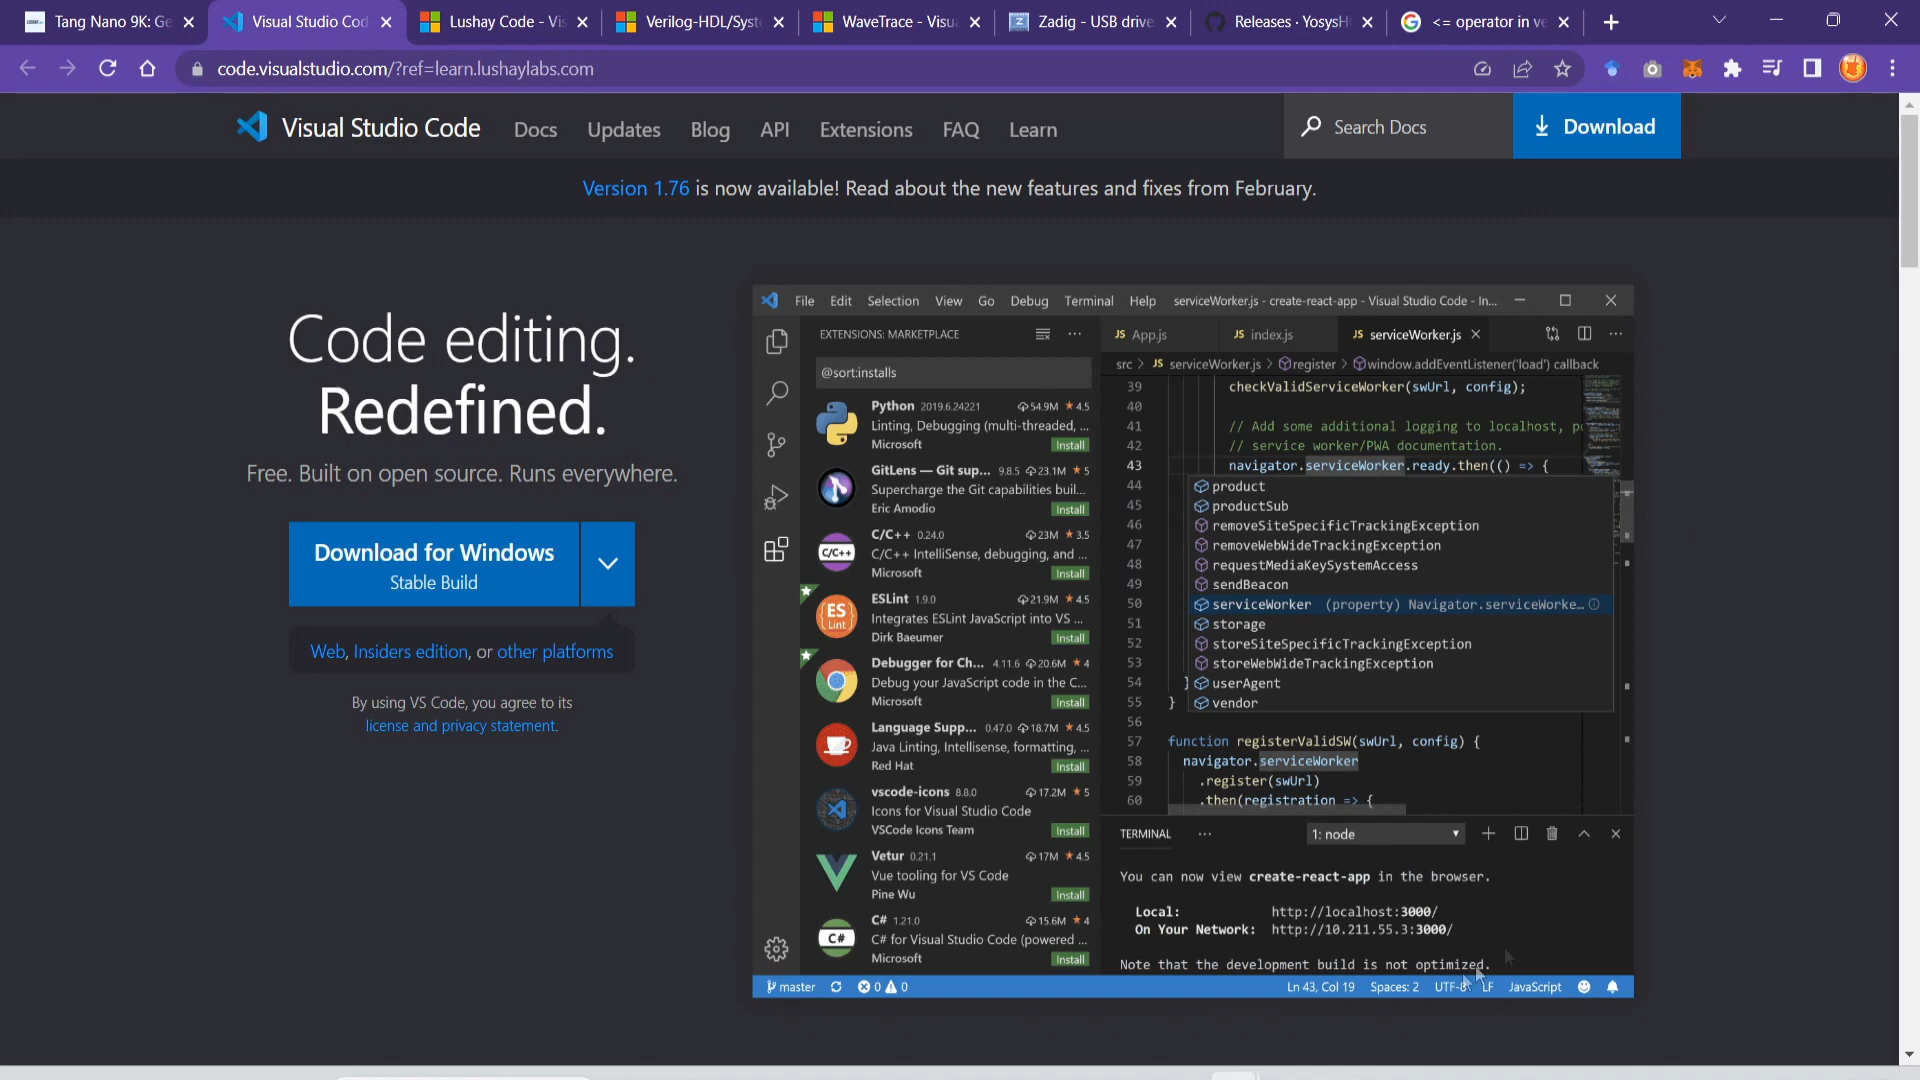 Tang Nano 9K: Ge
Visual Studio Cod
Lushay Code - Vi
Verilog-HDL/Syst
WaveTrace - Visua
Zadig - USB drive
Releases · YosysH
<= operator in ve
code.visualstudio.com/?ref=learn.lushaylabs.com
Visual Studio Code
Docs
Updates
Blog
API
Extensions
FAQ
Learn
Search Docs
Download
Version 1.76 is now available! Read about the new features and fixes from February.
Code editing.
Redefined.
Free. Built on open source. Runs everywhere.
Download for Windows
Stable Build
Web, Insiders edition, or other platforms
By using VS Code, you agree to its
license and privacy statement.
File Edit Selection View Go Debug Terminal Help serviceWorker.js - create-react-app - Visual Studio Code - In...
EXTENSIONS: MARKETPLACE
@sort:installs
Python 2019.6.24221 54.9M ★ 4.5
Linting, Debugging (multi-threaded, ...
Microsoft Install
GitLens — Git sup... 9.8.5 23.1M ★ 5
Supercharge the Git capabilities buil...
Eric Amodio Install
C/C++
C/C++ 0.24.0 23M ★ 3.5
C/C++ IntelliSense, debugging, and ...
Microsoft Install
ES
Lint
ESLint 1.9.0 21.9M ★ 4.5
Integrates ESLint JavaScript into VS ...
Dirk Baeumer Install
Debugger for Ch... 4.11.6 20.6M ★ 4
Debug your JavaScript code in the C...
Microsoft Install
Language Supp... 0.47.0 18.7M ★ 4.5
Java Linting, Intellisense, formatting, ...
Red Hat Install
vscode-icons 8.8.0 17.2M ★ 5
Icons for Visual Studio Code
VSCode Icons Team Install
Vetur 0.21.1 17M ★ 4.5
Vue tooling for VS Code
Pine Wu Install
C#
C# 1.21.0 15.6M ★ 4
C# for Visual Studio Code (powered ...
Microsoft Install
JS App.js
JS index.js
JS serviceWorker.js
src > JS serviceWorker.js > register > window.addEventListener('load') callback
39 checkValidServiceWorker(swUrl, config);
40
41 // Add some additional logging to localhost, p
42 // service worker/PWA documentation.
43 navigator.serviceWorker.ready.then(() => {
44 product
45 productSub
46 removeSiteSpecificTrackingException
47 removeWebWideTrackingException
48 requestMediaKeySystemAccess
49 sendBeacon
50 serviceWorker (property) Navigator.serviceWorke...
51 storage
52 storeSiteSpecificTrackingException
53 storeWebWideTrackingException
54 } userAgent
55 } vendor
56
57 function registerValidSW(swUrl, config) {
58 navigator.serviceWorker
59 .register(swUrl)
60 .then(registration => {
TERMINAL ... 1: node
You can now view create-react-app in the browser.
Local: http://localhost:3000/
On Your Network: http://10.211.55.3:3000/
Note that the development build is not optimized.
master 0 0 Ln 43, Col 19 Spaces: 2 UTF-8 LF JavaScript